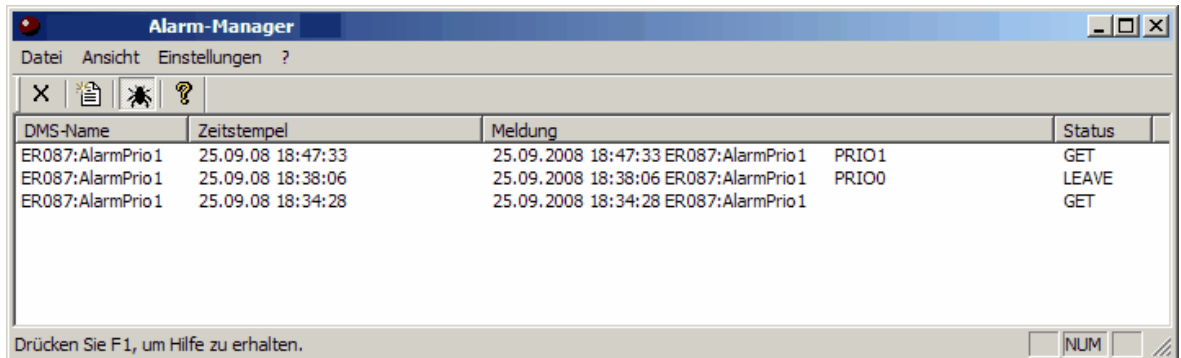 Alarm-Manager
Datei Ansicht Einstellungen ?
DMS-Name Zeitstempel Meldung Status
ER087:AlarmPrio1 25.09.08 18:47:33 25.09.2008 18:47:33 ER087:AlarmPrio1 PRIO1 GET
ER087:AlarmPrio1 25.09.08 18:38:06 25.09.2008 18:38:06 ER087:AlarmPrio1 PRIO0 LEAVE
ER087:AlarmPrio1 25.09.08 18:34:28 25.09.2008 18:34:28 ER087:AlarmPrio1 GET
Drücken Sie F1, um Hilfe zu erhalten. NUM